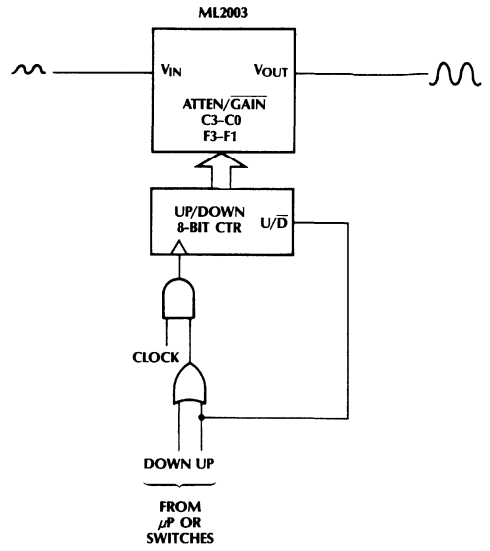 ML2003
VIN
VOUT
ATTEN/GAIN
C3–C0
F3–F1
UP/DOWN
8-BIT CTR
U/D
CLOCK
DOWN UP
FROM
μP OR
SWITCHES